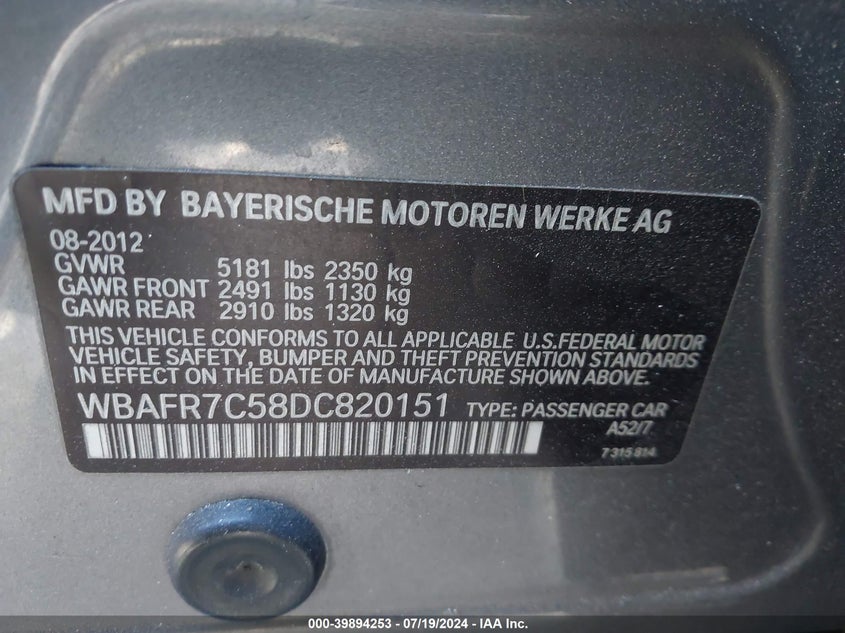 MFD BY BAYERISCHE MOTOREN WERKE AG
08-2012
GVWR 5181 lbs 2350 kg
GAWR FRONT 2491 lbs 1130 kg
GAWR REAR 2910 lbs 1320 kg
THIS VEHICLE CONFORMS TO ALL APPLICABLE U.S.FEDERAL MOTOR
VEHICLE SAFETY, BUMPER AND THEFT PREVENTION STANDARDS
IN EFFECT ON THE DATE OF MANUFACTURE SHOWN ABOVE.
WBAFR7C58DC820151 TYPE: PASSENGER CAR
A52/7
7 315 814
000-39894253 - 07/19/2024 - IAA Inc.